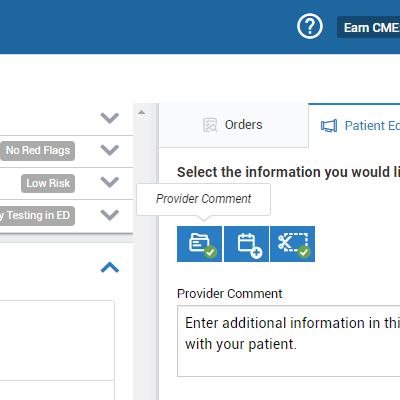 ?
Earn CME
No Red Flags
Low Risk
y Testing in ED
Orders
Patient Ed
Select the information you would li
Provider Comment
Provider Comment
Enter additional information in thi
with your patient.